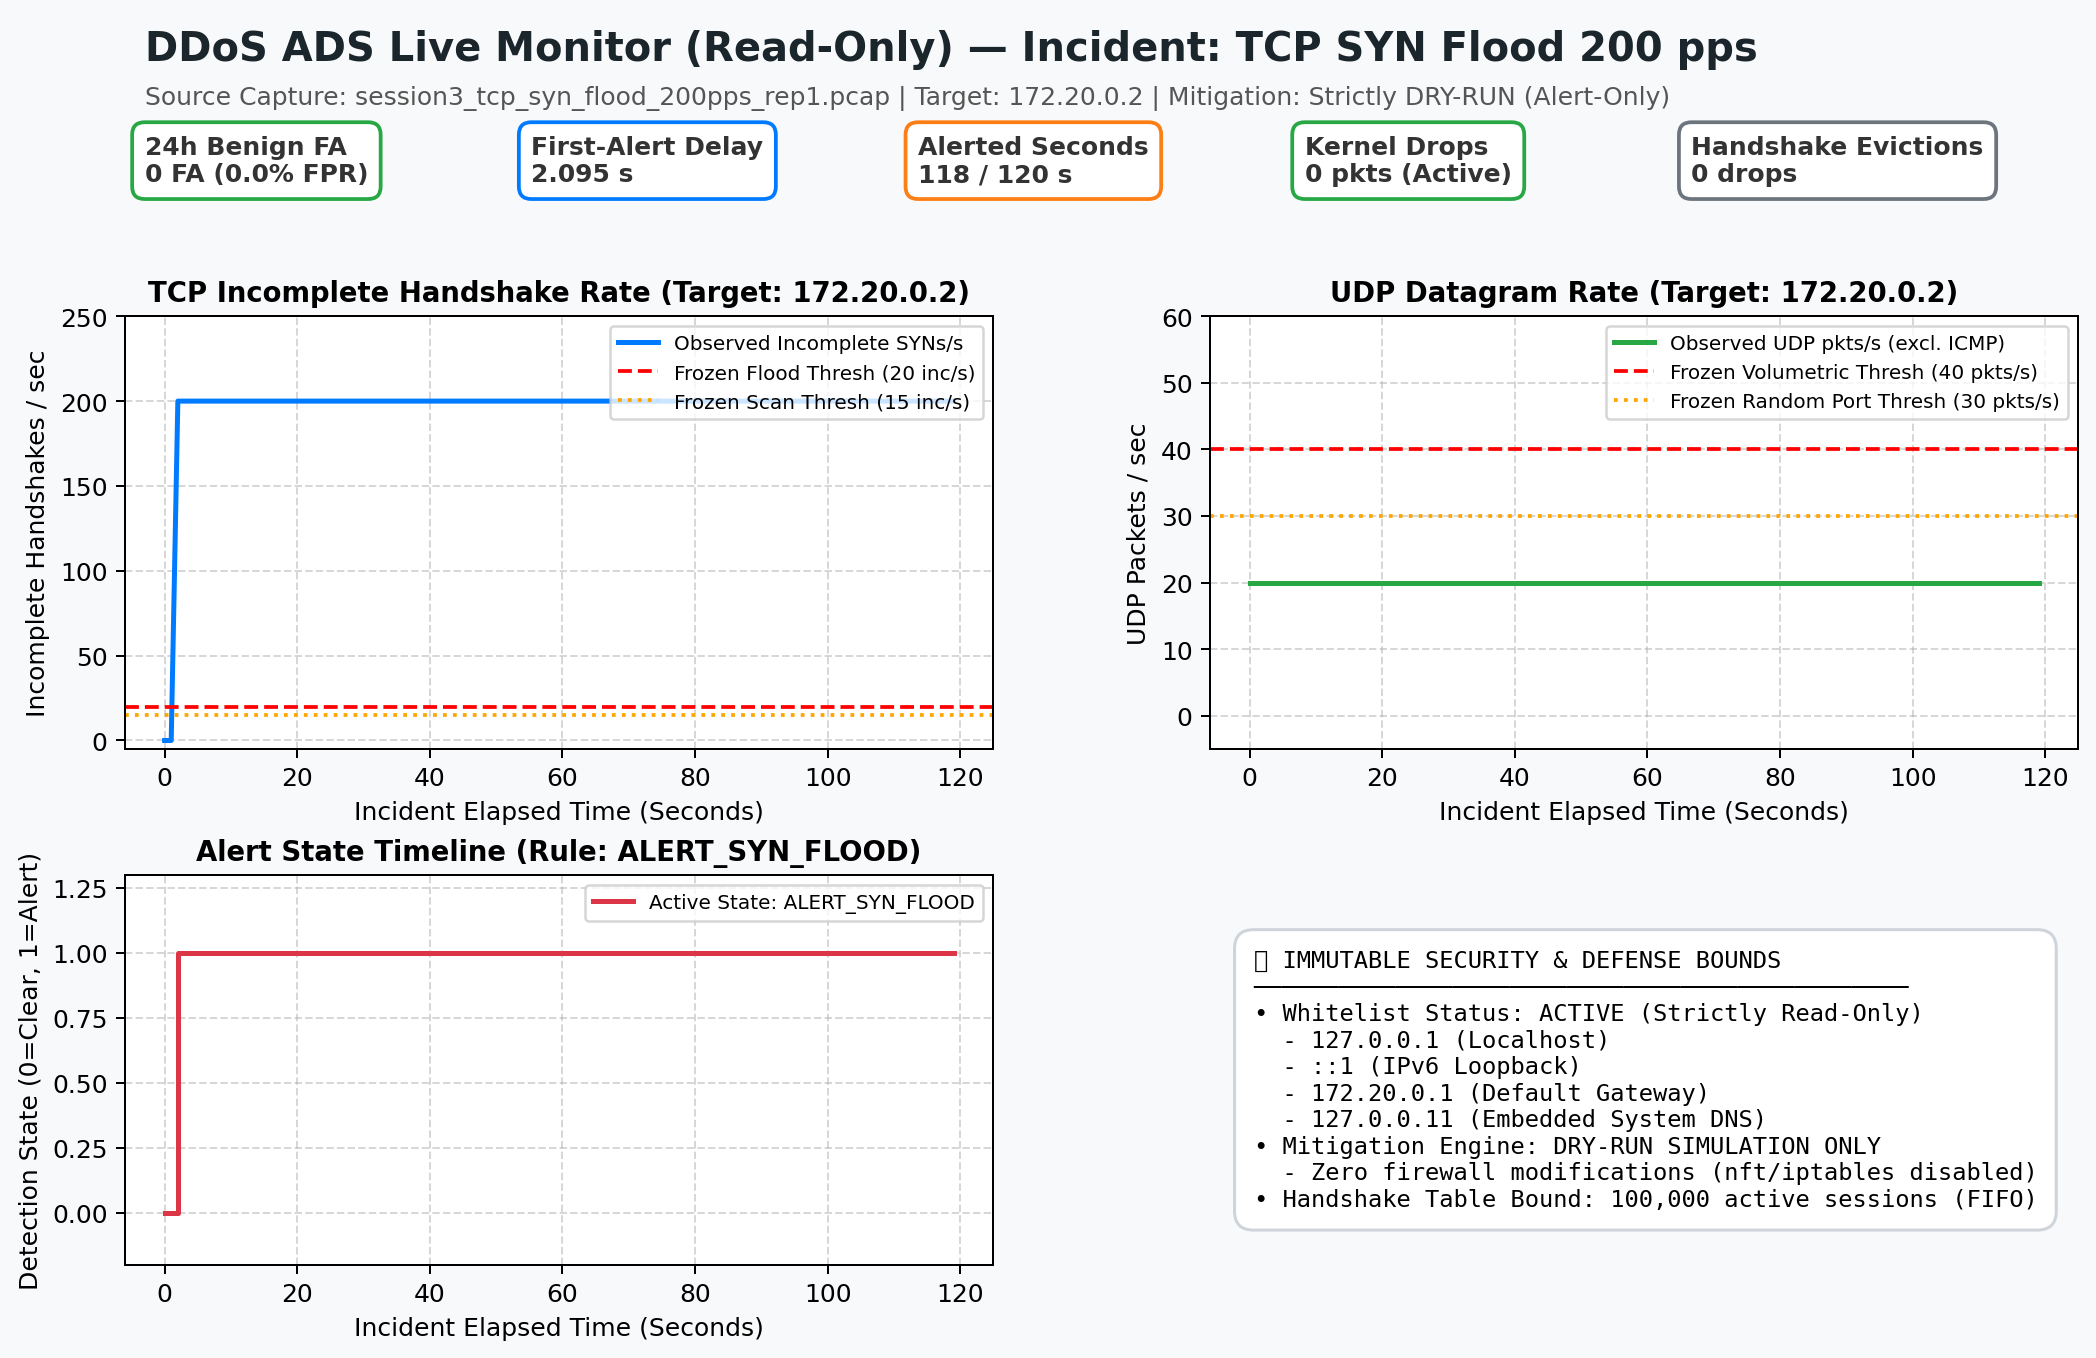 DDoS ADS Live Monitor (Read-Only) — Incident: TCP SYN Flood 200 pps
Source Capture: session3_tcp_syn_flood_200pps_rep1.pcap | Target: 172.20.0.2 | Mitigation: Strictly DRY-RUN (Alert-Only)
24h Benign FA
0 FA (0.0% FPR)
First-Alert Delay
2.095 s
Alerted Seconds
118 / 120 s
Kernel Drops
0 pkts (Active)
Handshake Evictions
0 drops
TCP Incomplete Handshake Rate (Target: 172.20.0.2)
Incomplete Handshakes / sec
250
200
150
100
50
0
Observed Incomplete SYNs/s
Frozen Flood Thresh (20 inc/s)
Frozen Scan Thresh (15 inc/s)
0 20 40 60 80 100 120
Incident Elapsed Time (Seconds)
UDP Datagram Rate (Target: 172.20.0.2)
UDP Packets / sec
60
50
40
30
20
10
0
Observed UDP pkts/s (excl. ICMP)
Frozen Volumetric Thresh (40 pkts/s)
Frozen Random Port Thresh (30 pkts/s)
0 20 40 60 80 100 120
Incident Elapsed Time (Seconds)
Alert State Timeline (Rule: ALERT_SYN_FLOOD)
Detection State (0=Clear, 1=Alert)
1.25
1.00
0.75
0.50
0.25
0.00
Active State: ALERT_SYN_FLOOD
0 20 40 60 80 100 120
Incident Elapsed Time (Seconds)
IMMUTABLE SECURITY & DEFENSE BOUNDS
• Whitelist Status: ACTIVE (Strictly Read-Only)
- 127.0.0.1 (Localhost)
- ::1 (IPv6 Loopback)
- 172.20.0.1 (Default Gateway)
- 127.0.0.11 (Embedded System DNS)
• Mitigation Engine: DRY-RUN SIMULATION ONLY
- Zero firewall modifications (nft/iptables disabled)
• Handshake Table Bound: 100,000 active sessions (FIFO)